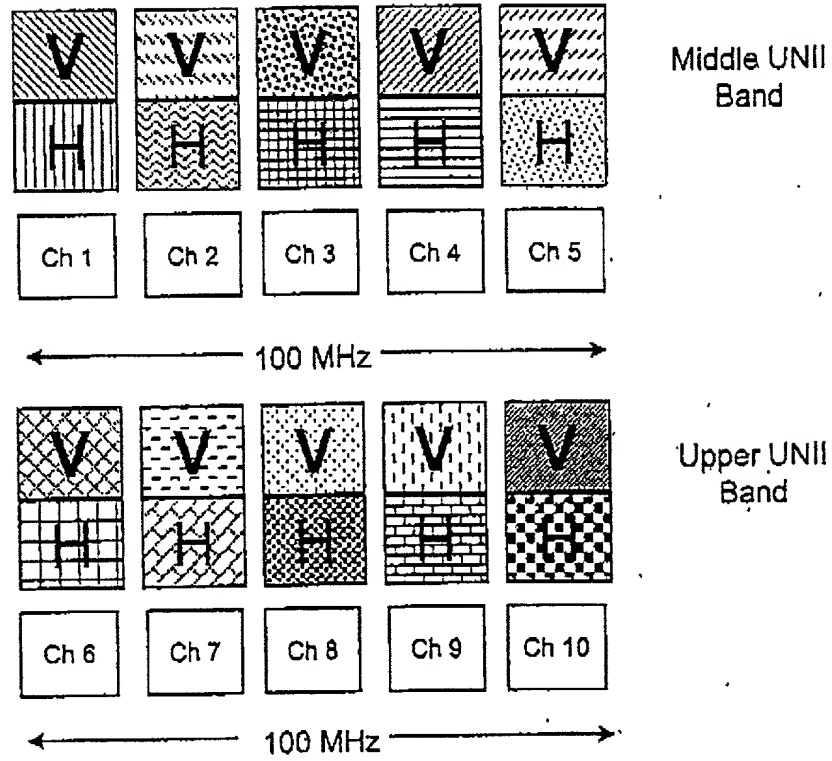 V V V V V
Middle UNII
Band
H H H H H
Ch 1 Ch 2 Ch 3 Ch 4 Ch 5
100 MHz
V V V V V
Upper UNII
Band
H H H H H
Ch 6 Ch 7 Ch 8 Ch 9 Ch 10
100 MHz